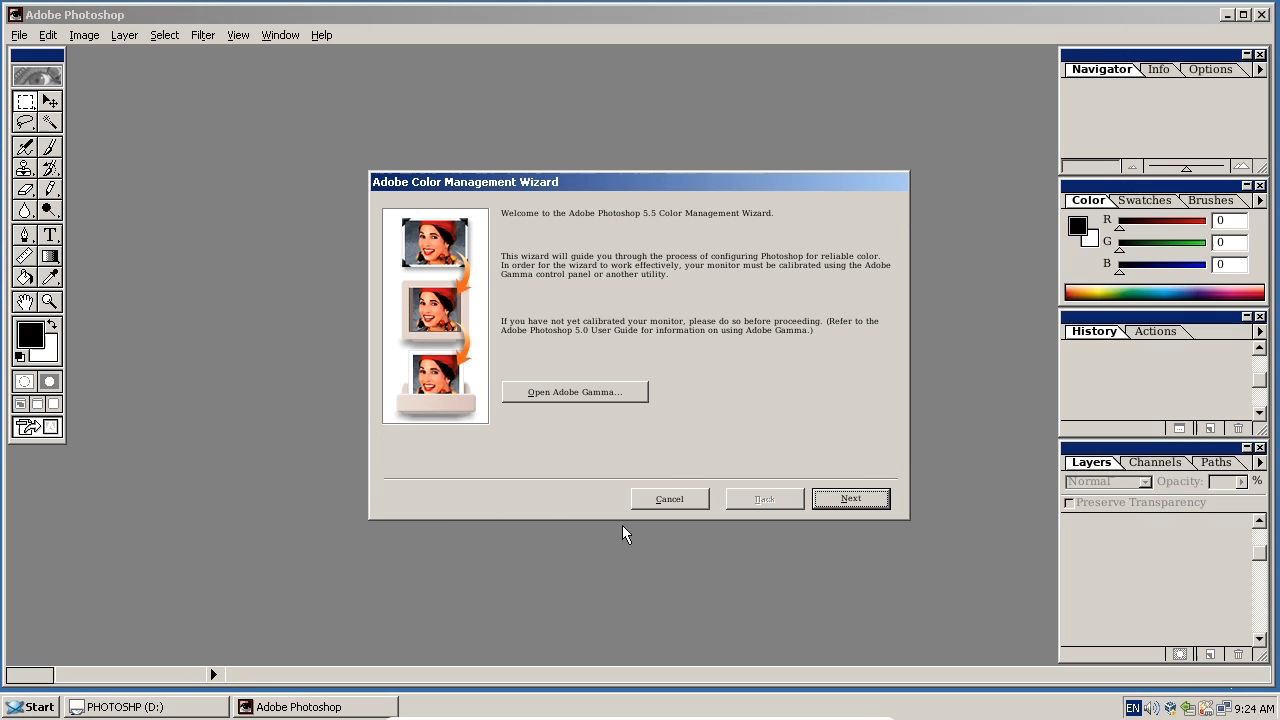 Adobe Photoshop
File Edit Image Layer Select Filter View Window Help
Navigator Info Options
Color Swatches Brushes
R 0
G 0
B 0
History Actions
Layers Channels Paths
Normal Opacity: %
Preserve Transparency
Adobe Color Management Wizard
Welcome to the Adobe Photoshop 5.5 Color Management Wizard.
This wizard will guide you through the process of configuring Photoshop for reliable color.
In order for the wizard to work effectively, your monitor must be calibrated using the Adobe
Gamma control panel or another utility.
If you have not yet calibrated your monitor, please do so before proceeding. (Refer to the
Adobe Photoshop 5.0 User Guide for information on using Adobe Gamma.)
Open Adobe Gamma...
Cancel Back Next
Start PHOTOSHP (D:) Adobe Photoshop EN 9:24 AM